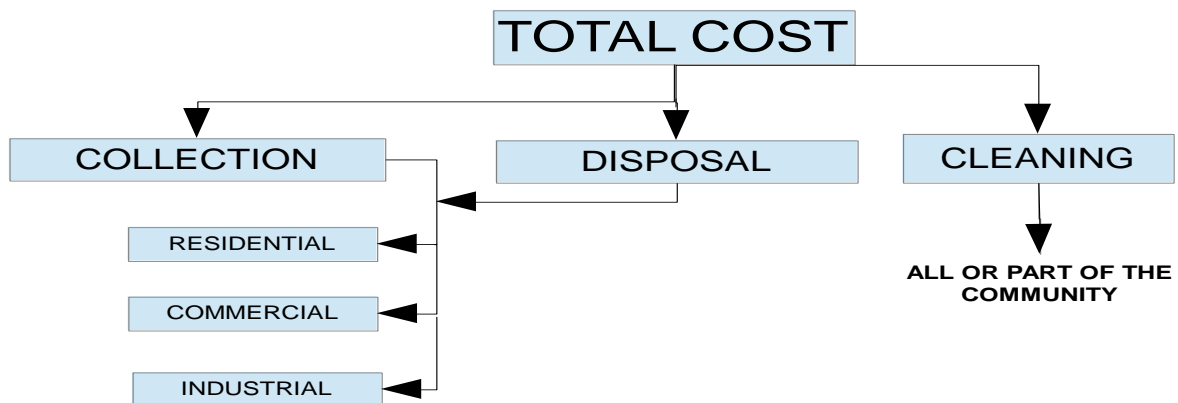 TOTAL COST
COLLECTION
DISPOSAL
CLEANING
RESIDENTIAL
COMMERCIAL
INDUSTRIAL
ALL OR PART OF THE
COMMUNITY